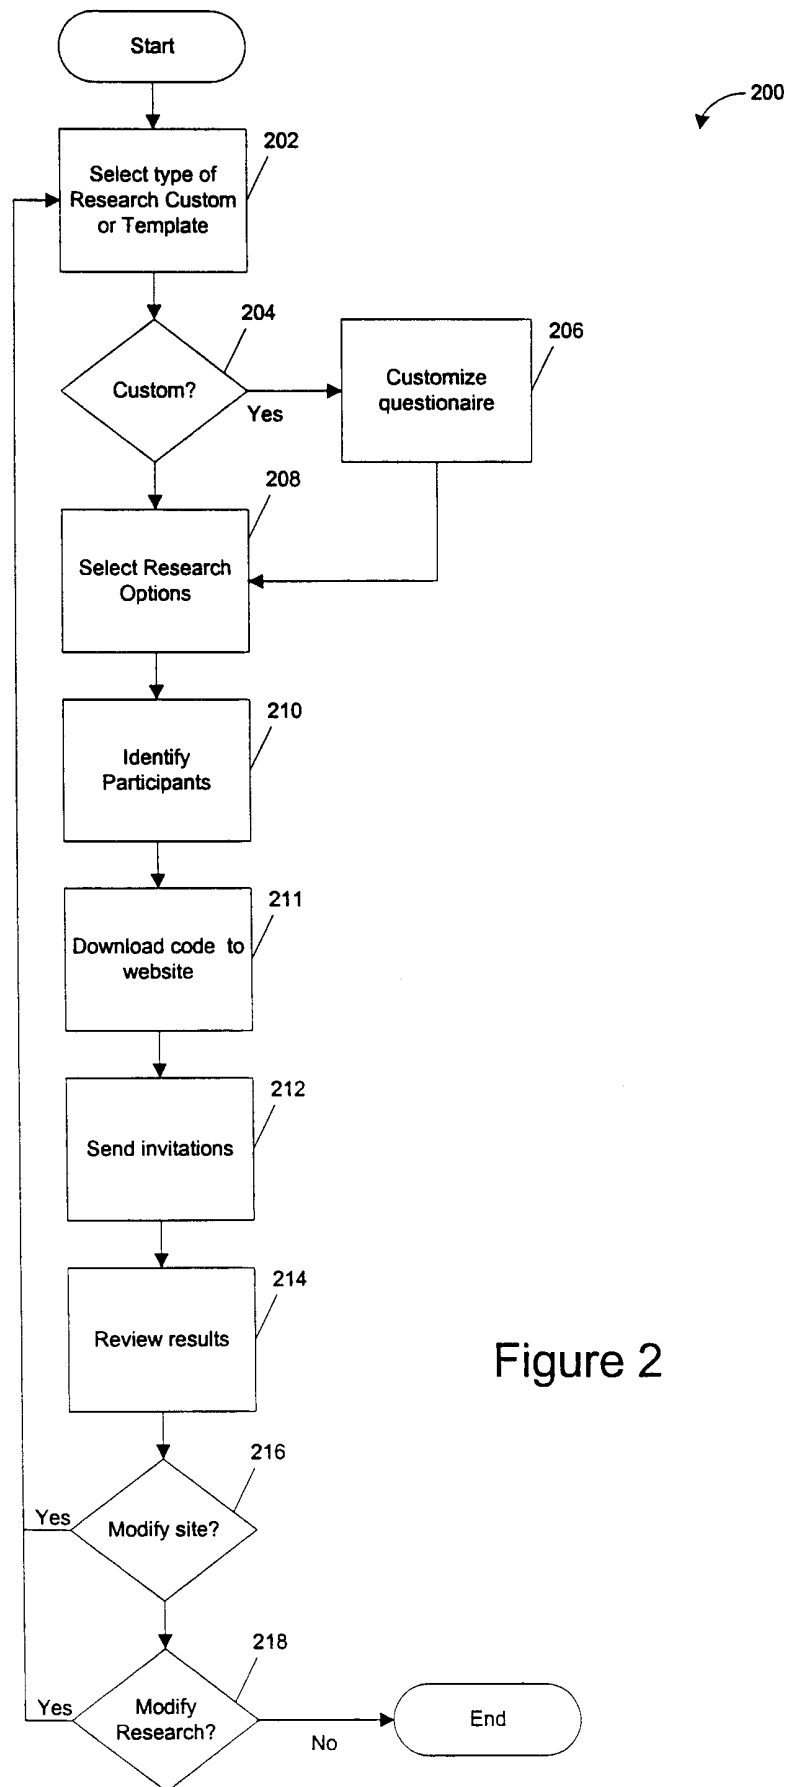 Start
200
202
Select type of
Research Custom
or Template
204
Custom?
Yes
206
Customize
questionaire
208
Select Research
Options
210
Identify
Participants
211
Download code to
website
212
Send invitations
214
Review results
Figure 2
216
Yes
Modify site?
218
Yes
Modify
Research?
No
End